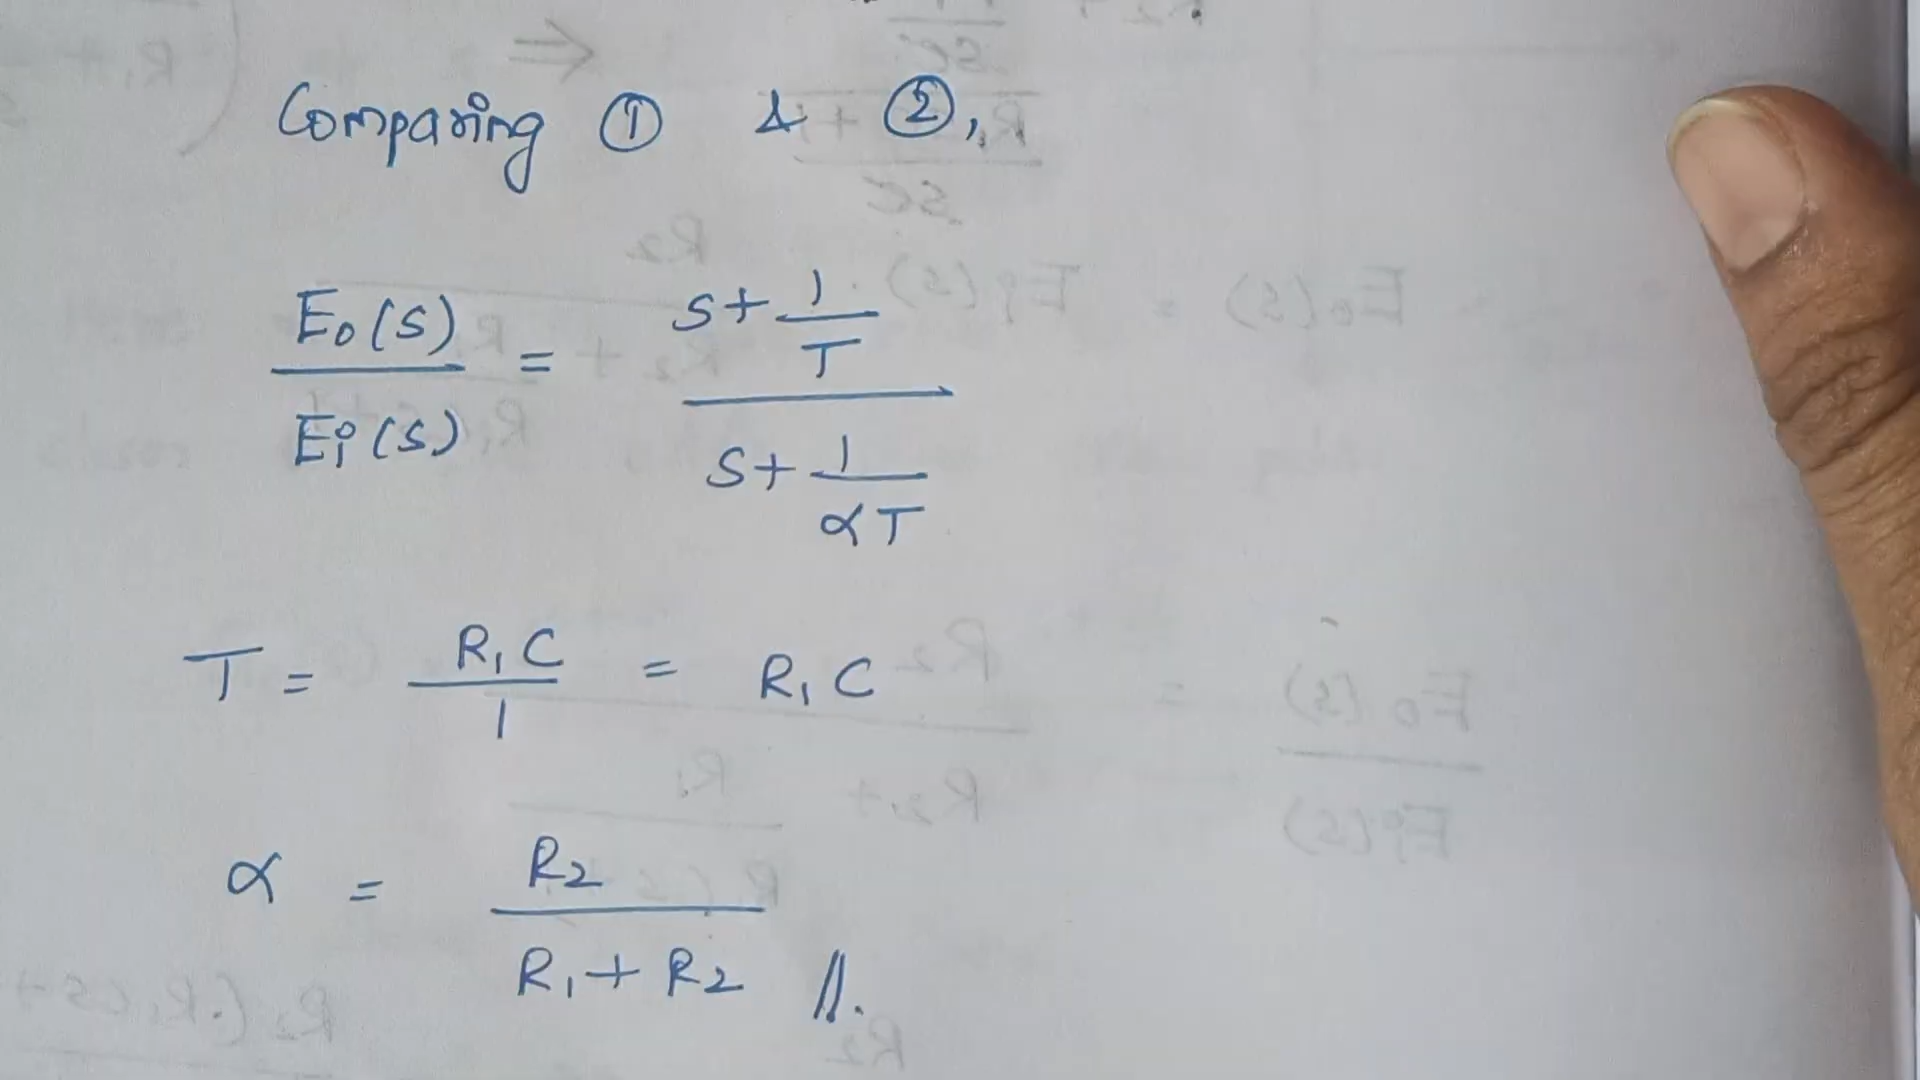 Comparing ① & ②,
E₀(S) / Ei(S) = (S + 1/T) / (S + 1/αT)
T = R₁C / 1 = R₁C
α = R₂ / (R₁ + R₂) //.